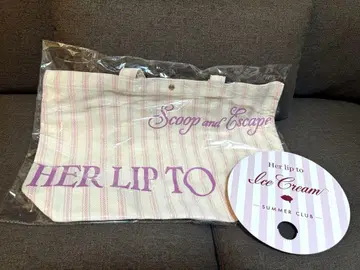 Scoop and Escape
HER LIP TO
Her lip to
Ice Cream
SUMMER CLUB